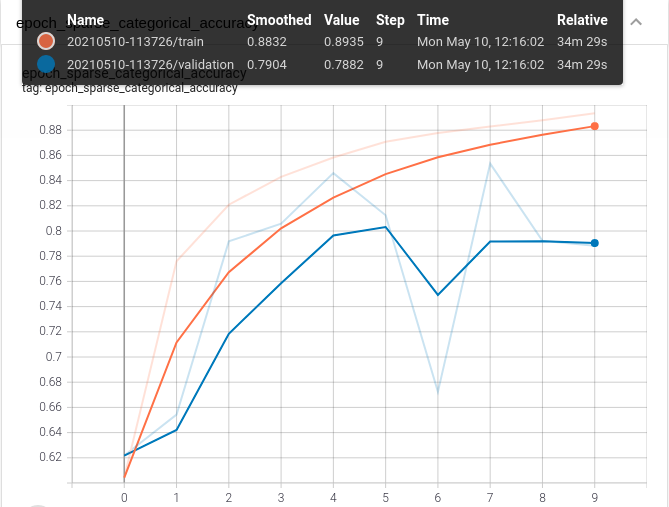 epoch_sparse_categorical_accuracy
Name Smoothed Value Step Time Relative
20210510-113726/train 0.8832 0.8935 9 Mon May 10, 12:16:02 34m 29s
20210510-113726/validation 0.7904 0.7882 9 Mon May 10, 12:16:02 34m 29s
epoch_sparse_categorical_accuracy
tag: epoch_sparse_categorical_accuracy
0.88
0.86
0.84
0.82
0.8
0.78
0.76
0.74
0.72
0.7
0.68
0.66
0.64
0.62
0 1 2 3 4 5 6 7 8 9